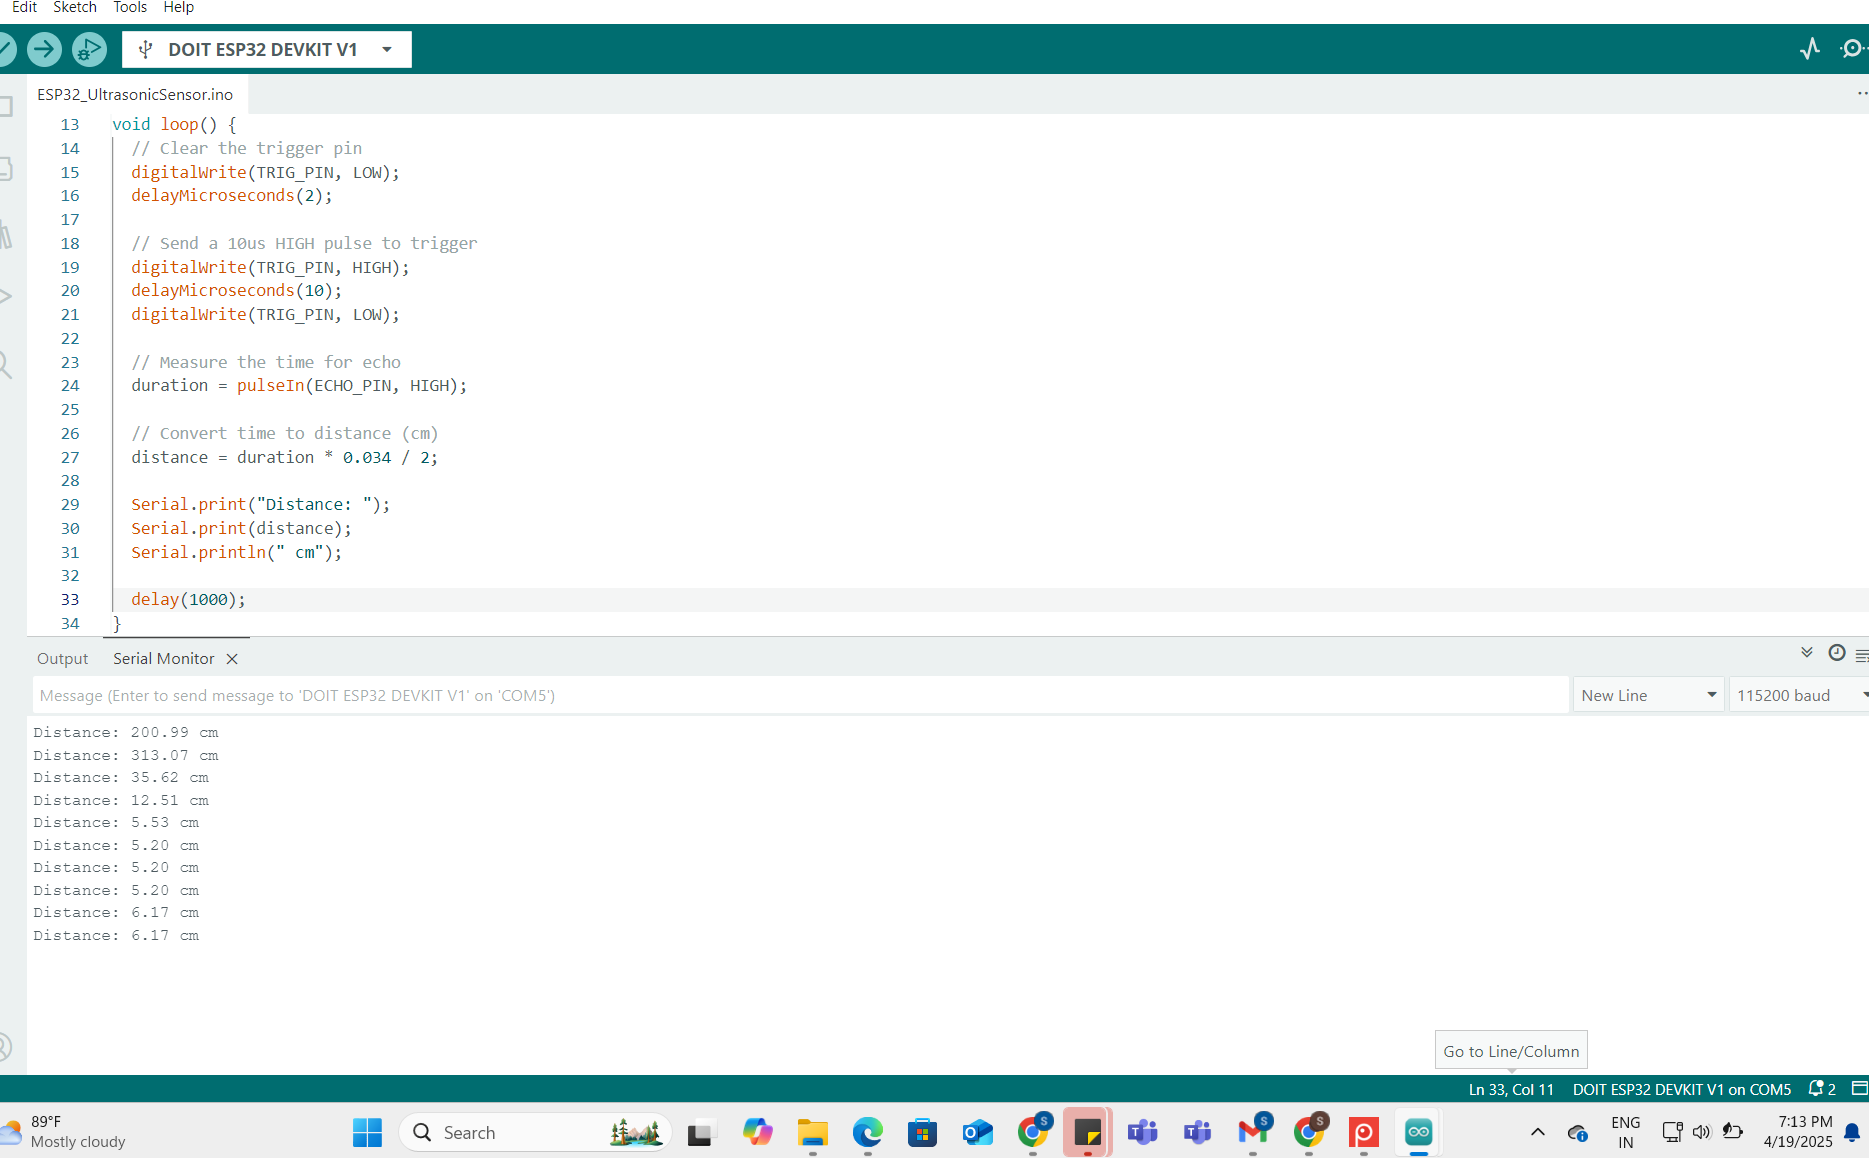 Edit Sketch Tools Help
DOIT ESP32 DEVKIT V1
ESP32_UltrasonicSensor.ino
13 void loop() {
14 // Clear the trigger pin
15 digitalWrite(TRIG_PIN, LOW);
16 delayMicroseconds(2);
17
18 // Send a 10us HIGH pulse to trigger
19 digitalWrite(TRIG_PIN, HIGH);
20 delayMicroseconds(10);
21 digitalWrite(TRIG_PIN, LOW);
22
23 // Measure the time for echo
24 duration = pulseIn(ECHO_PIN, HIGH);
25
26 // Convert time to distance (cm)
27 distance = duration * 0.034 / 2;
28
29 Serial.print("Distance: ");
30 Serial.print(distance);
31 Serial.println(" cm");
32
33 delay(1000);
34 }
Output Serial Monitor
Message (Enter to send message to 'DOIT ESP32 DEVKIT V1' on 'COM5') New Line 115200 baud
Distance: 200.99 cm
Distance: 313.07 cm
Distance: 35.62 cm
Distance: 12.51 cm
Distance: 5.53 cm
Distance: 5.20 cm
Distance: 5.20 cm
Distance: 5.20 cm
Distance: 6.17 cm
Distance: 6.17 cm
Go to Line/Column
Ln 33, Col 11 DOIT ESP32 DEVKIT V1 on COM5 2
89°F
Mostly cloudy
Search
ENG
IN
7:13 PM
4/19/2025